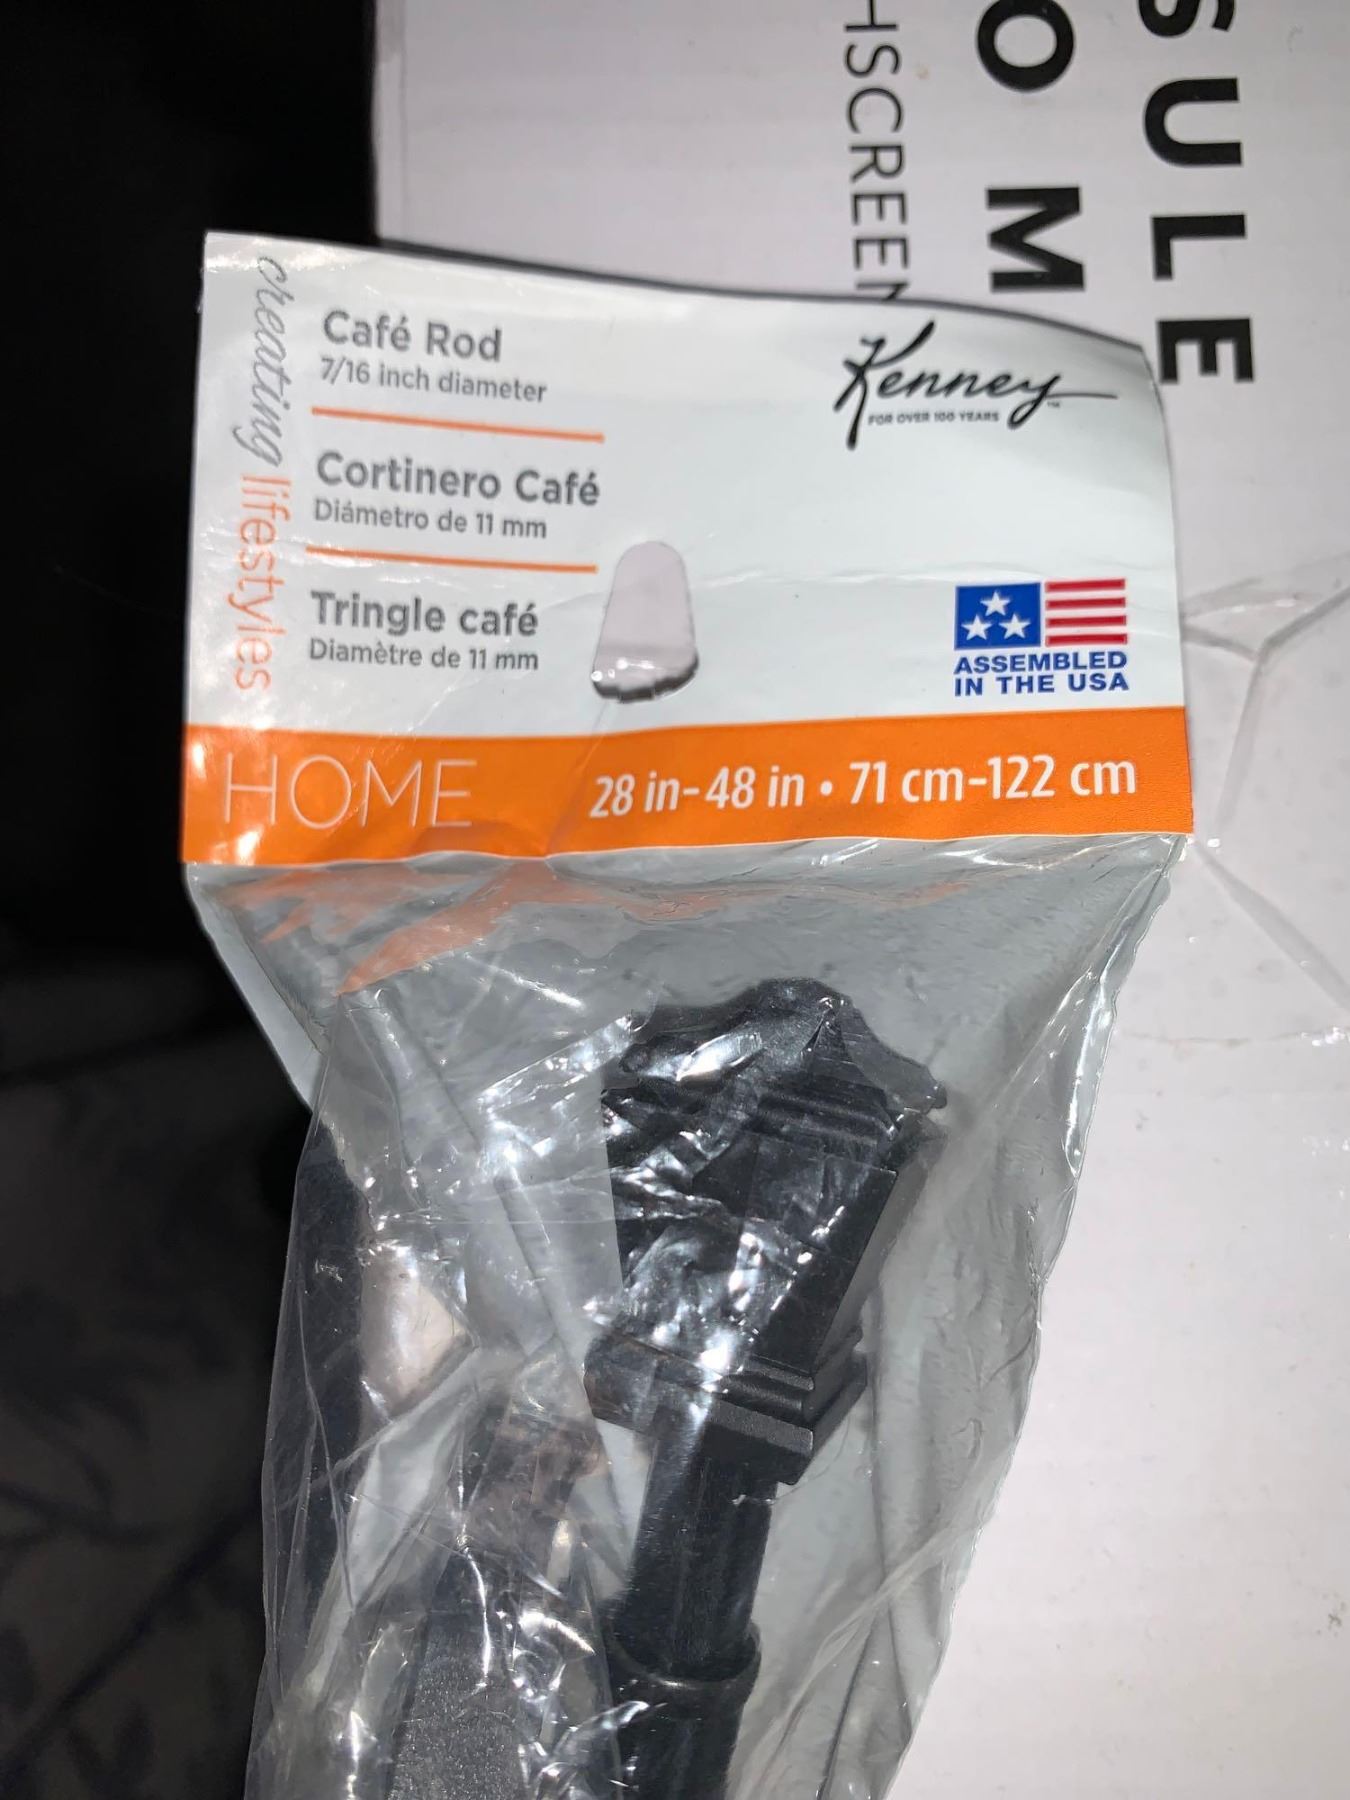 SULE
OM
HSCREEN
creating lifestyles
Café Rod
7/16 inch diameter
Cortinero Café
Diámetro de 11 mm
Tringle café
Diamètre de 11 mm
Kenney™
FOR OVER 100 YEARS
ASSEMBLED
IN THE USA
HOME
28 in-48 in • 71 cm-122 cm